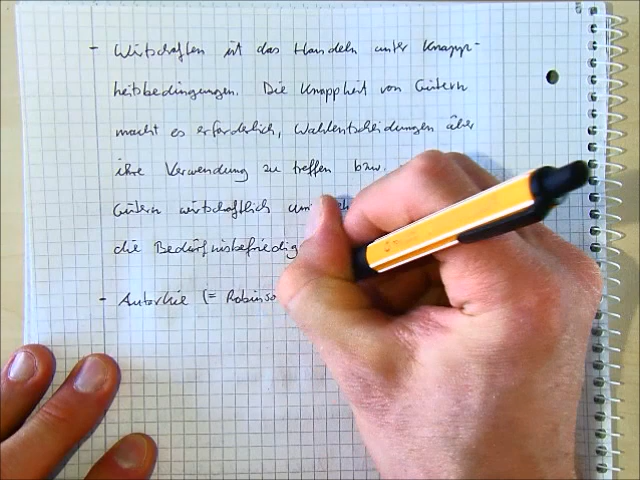 - Wirtschaften ist das Handeln unter Knapp-
heitsbedingungen. Die Knappheit von Gütern
macht es erforderlich, Wahlentscheidungen über
ihre Verwendung zu treffen bzw.
Gütern wirtschaftlich
die Bedürfnisbefriedig
- Autarkie (= Robinso